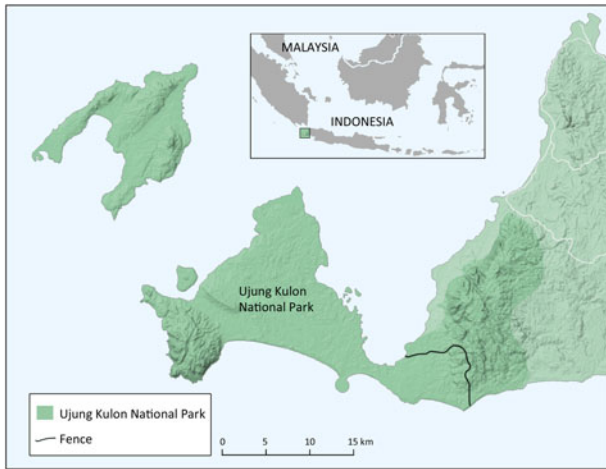 MALAYSIA
INDONESIA
Ujung Kulon
National Park
Ujung Kulon National Park
Fence
0 5 10 15 km